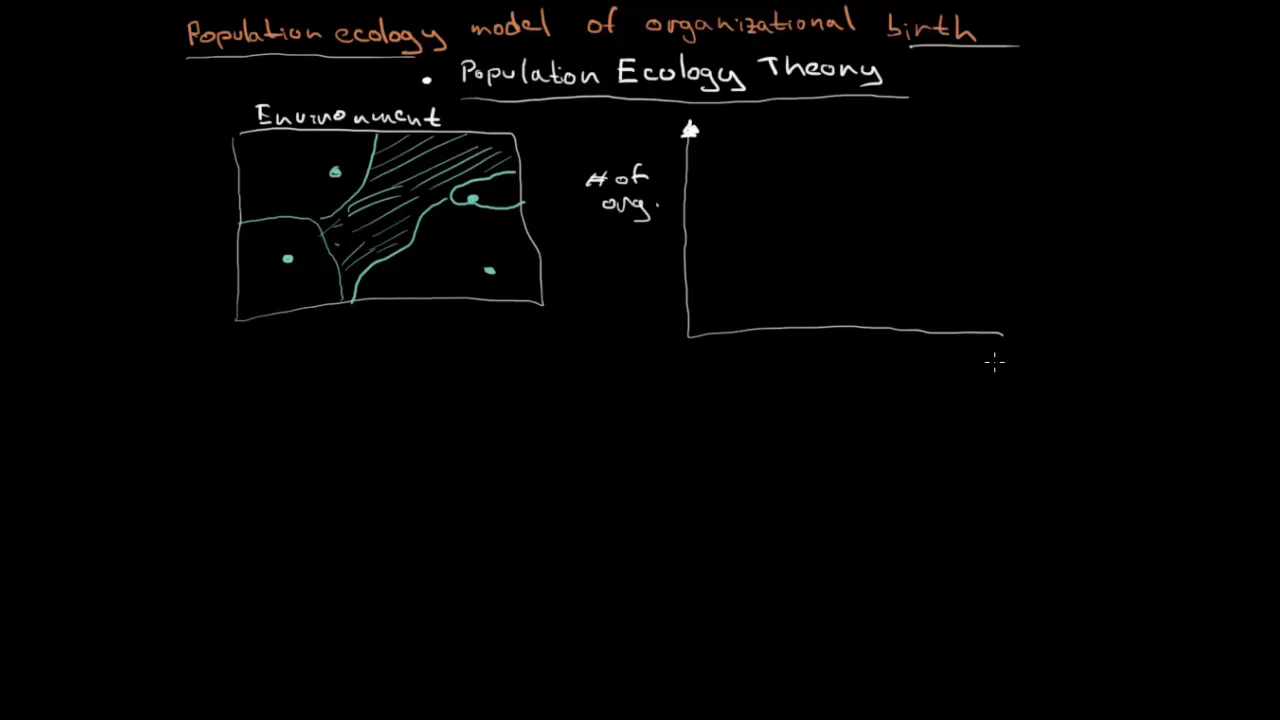 Population ecology model of organizational birth
• Population Ecology Theory
Environment
# of
org.